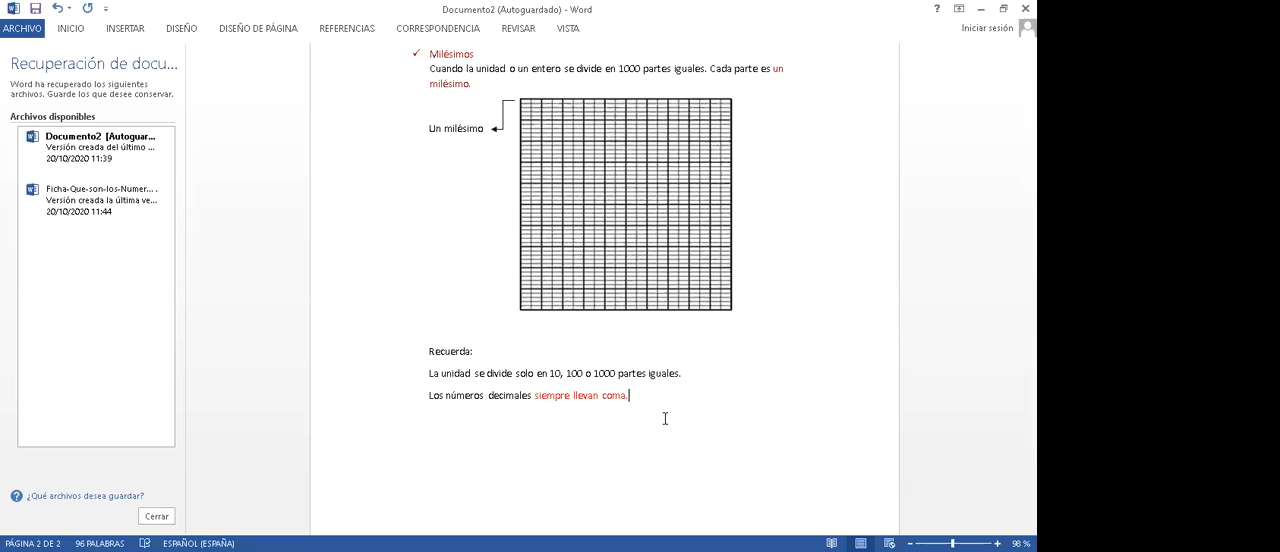 Documento2 (Autoguardado) - Word
ARCHIVO INICIO INSERTAR DISEÑO DISEÑO DE PÁGINA REFERENCIAS CORRESPONDENCIA REVISAR VISTA Iniciar sesión
Recuperación de docu...
Word ha recuperado los siguientes
archivos. Guarde los que desee conservar.
Archivos disponibles
Documento2 [Autoguar...
Versión creada del último ...
20/10/2020 11:39
Ficha-Que-son-los-Numer... .
Versión creada la última ve...
20/10/2020 11:44
¿Qué archivos desea guardar?
Cerrar
✓ Milésimos
Cuando la unidad o un entero se divide en 1000 partes iguales. Cada parte es un
milésimo.
Un milésimo
Recuerda:
La unidad se divide solo en 10, 100 o 1000 partes iguales.
Los números decimales siempre llevan coma.
PÁGINA 2 DE 2 96 PALABRAS ESPAÑOL (ESPAÑA) 98 %